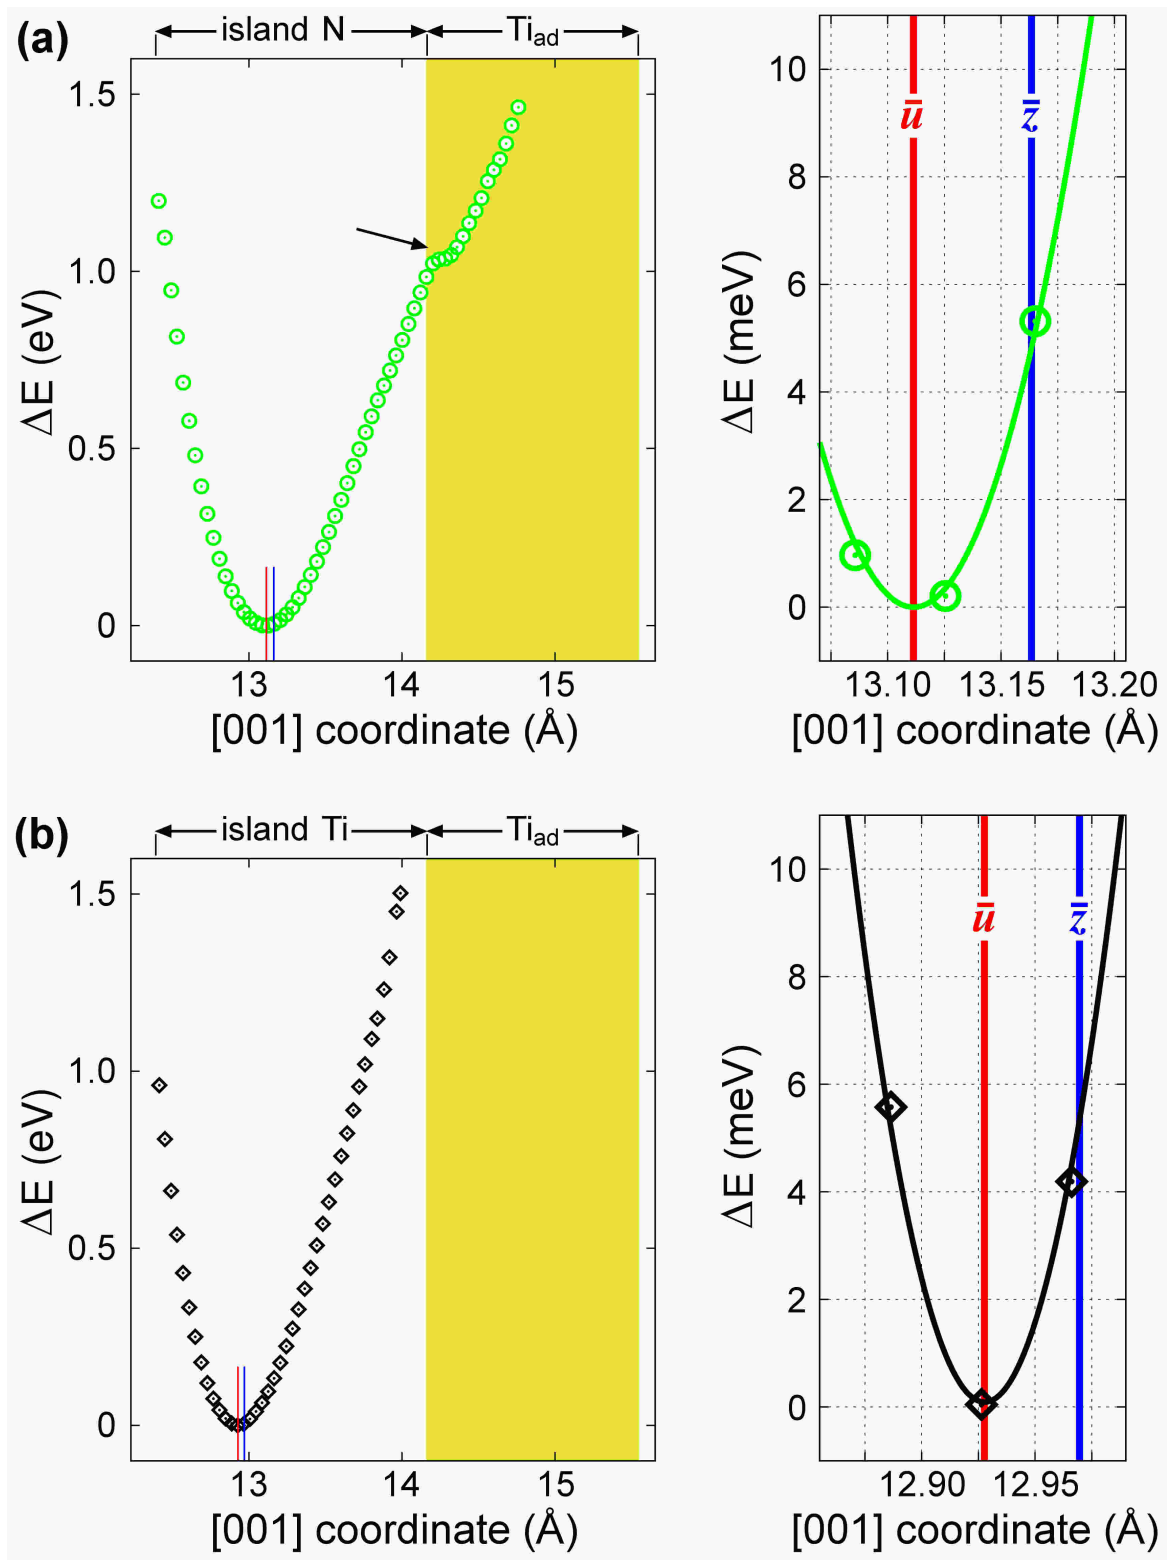 (a)
island N
Ti_ad
1.5
1.0
0.5
0
ΔE (eV)
13 14 15
[001] coordinate (Å)
10
8
6
4
2
0
ΔE (meV)
u̅
z̅
13.10 13.15 13.20
[001] coordinate (Å)
(b)
island Ti
Ti_ad
1.5
1.0
0.5
0
ΔE (eV)
13 14 15
[001] coordinate (Å)
10
8
6
4
2
0
ΔE (meV)
u̅
z̅
12.90 12.95
[001] coordinate (Å)